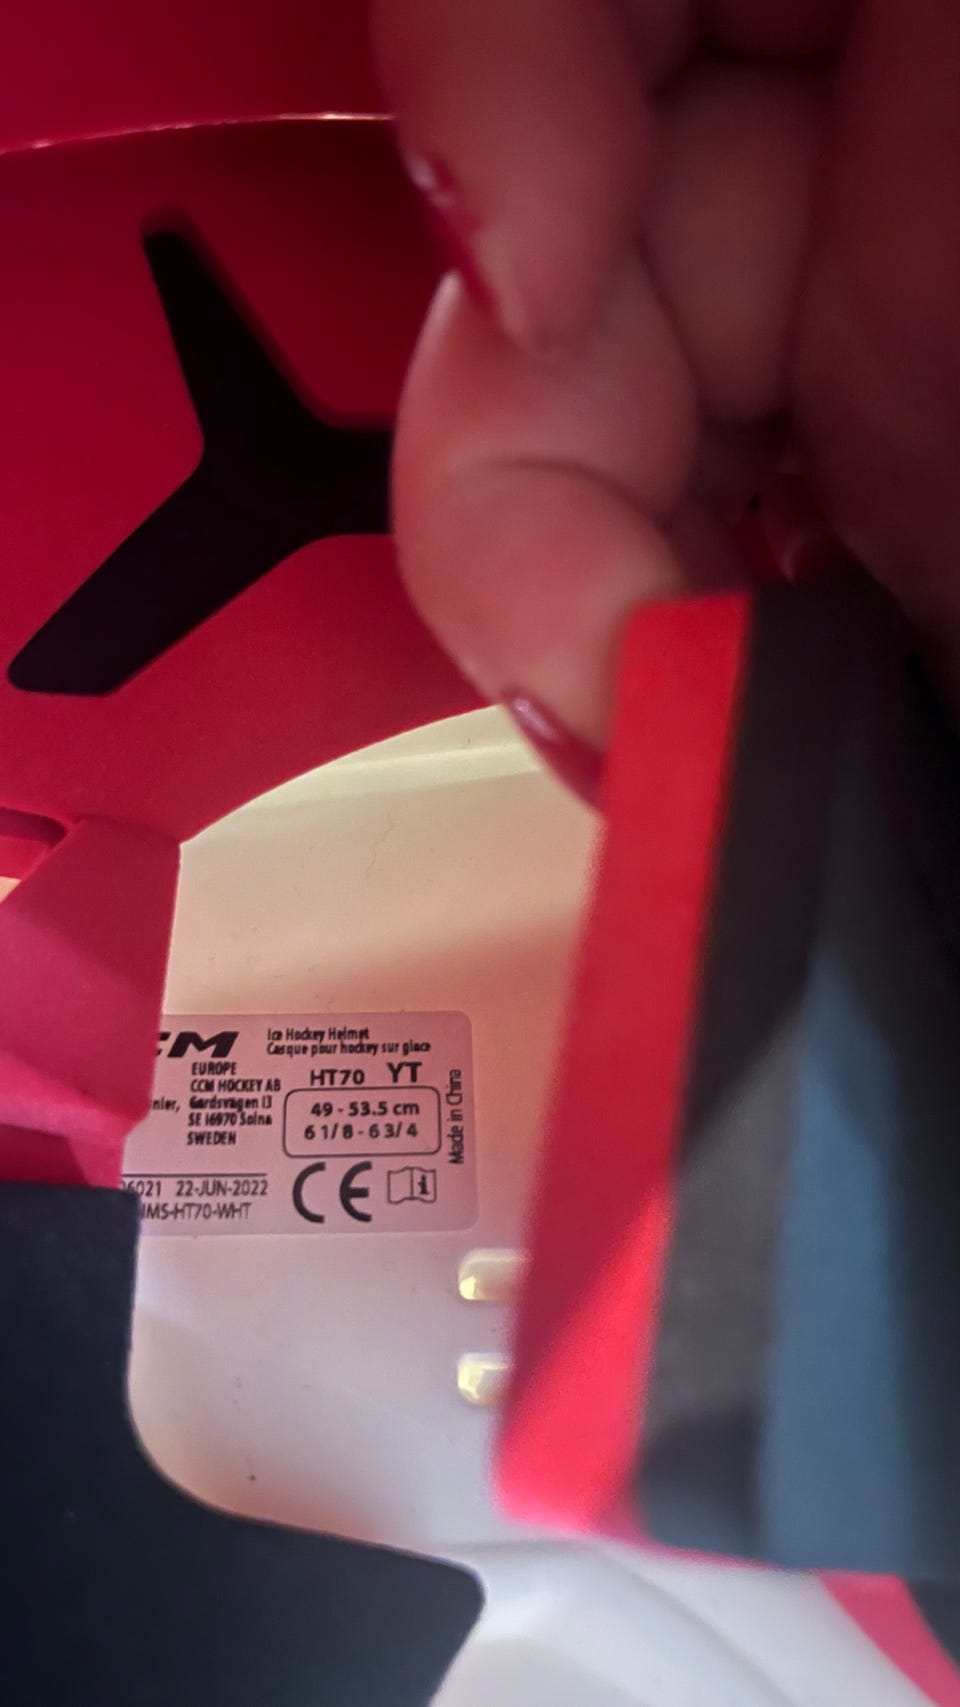 CM
Ice Hockey Helmet
Casque pour hockey sur glace
EUROPE
CCM HOCKEY AB
Gardsvagen 13
SE 16970 Solna
SWEDEN
HT70 YT
49 - 53.5 cm
6 1/8 - 6 3/4
Made in China
6021 22-JUN-2022
MS-HT70-WHT
CE
i